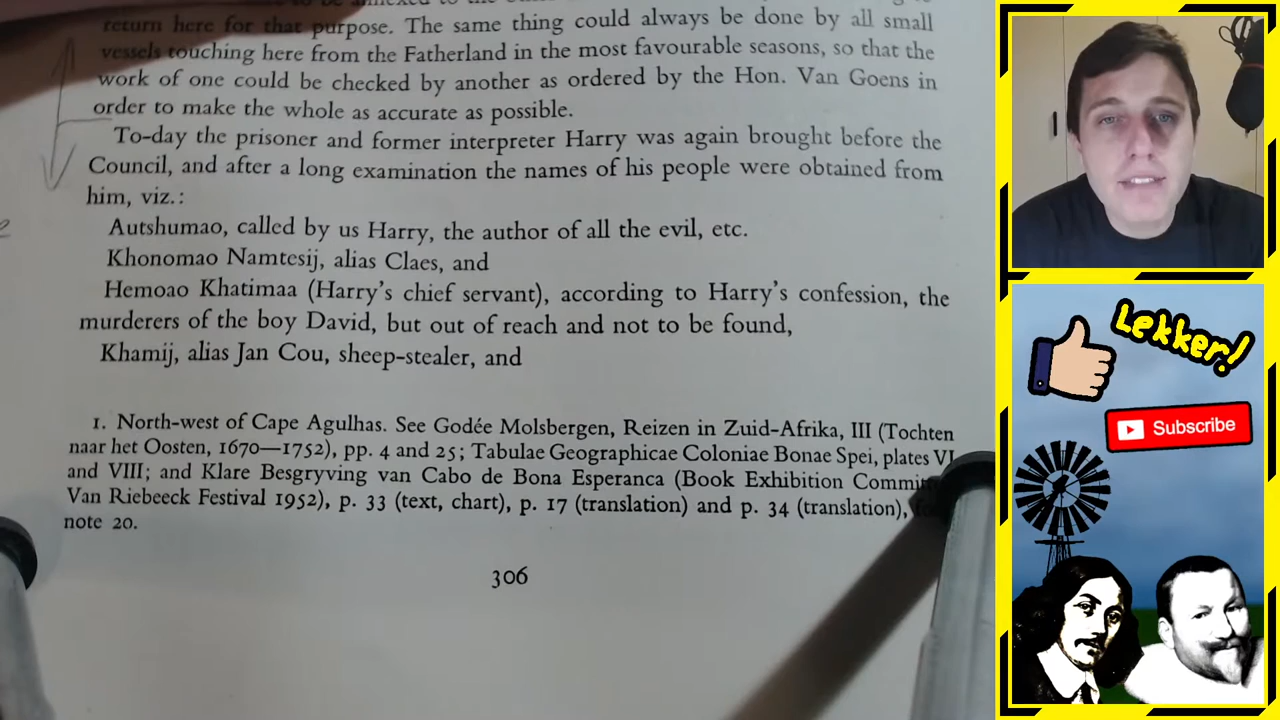 return here for that purpose. The same thing could always be done by all small
vessels touching here from the Fatherland in the most favourable seasons, so that the
work of one could be checked by another as ordered by the Hon. Van Goens in
order to make the whole as accurate as possible.
To-day the prisoner and former interpreter Harry was again brought before the
Council, and after a long examination the names of his people were obtained from
him, viz.:
Autshumao, called by us Harry, the author of all the evil, etc.
Khonomao Namtesij, alias Claes, and
Hemoao Khatimaa (Harry's chief servant), according to Harry's confession, the
murderers of the boy David, but out of reach and not to be found,
Khamij, alias Jan Cou, sheep-stealer, and
1. North-west of Cape Agulhas. See Godée Molsbergen, Reizen in Zuid-Afrika, III (Tochten
naar het Oosten, 1670—1752), pp. 4 and 25; Tabulae Geographicae Coloniae Bonae Spei, plates VI
and VIII; and Klare Besgryving van Cabo de Bona Esperanca (Book Exhibition
Van Riebeeck Festival 1952), p. 33 (text, chart), p. 17 (translation) and p. 34 (translation),
note 20.
306
Lekker!
Subscribe